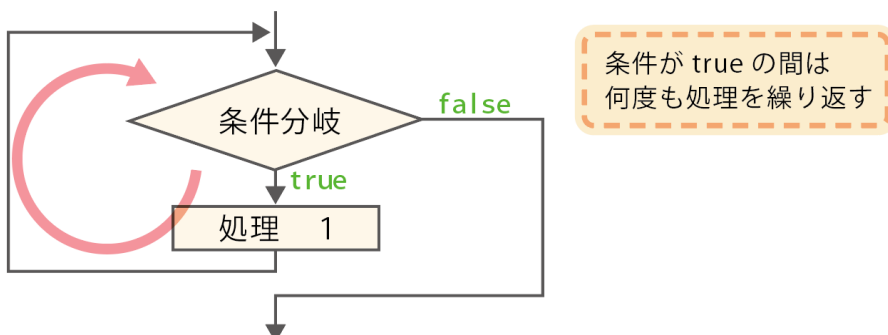 条件が true の間は
何度も処理を繰り返す
条件分岐
false
true
処理　1